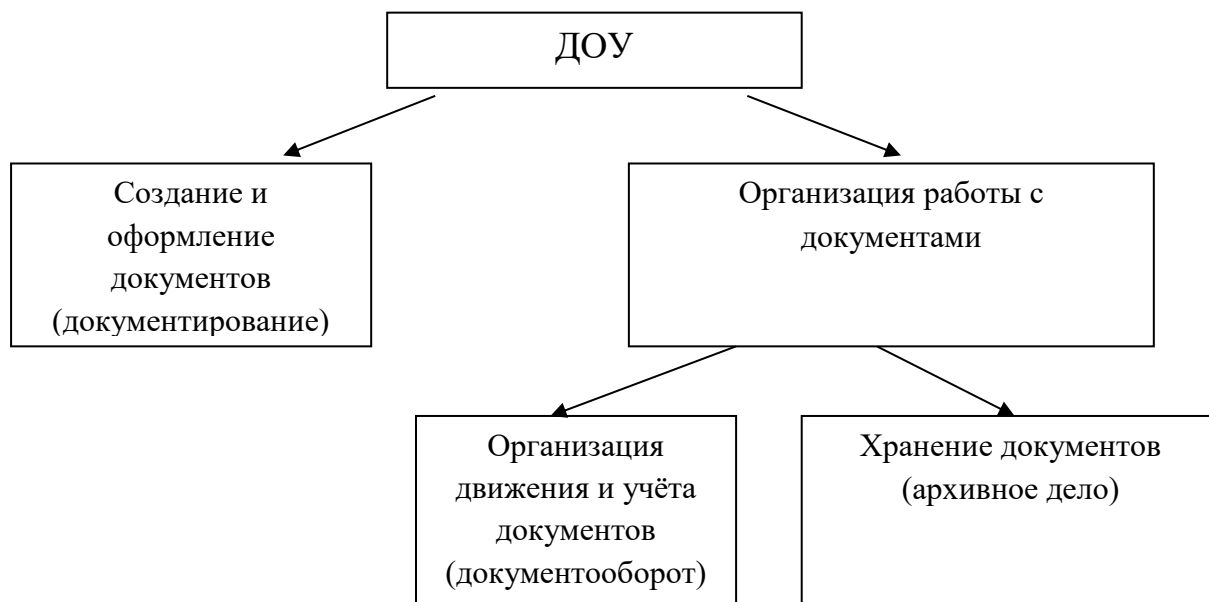 ДОУ
Создание и
оформление
документов
(документирование)
Организация работы с
документами
Организация
движения и учёта
документов
(документооборот)
Хранение документов
(архивное дело)